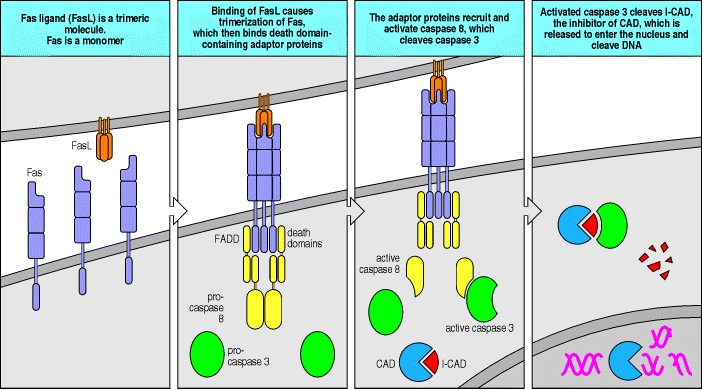 Fas ligand (FasL) is a trimeric
molecule.
Fas is a monomer
Binding of FasL causes
trimerization of Fas,
which then binds death domain-
containing adaptor proteins
The adaptor proteins recruit and
activate caspase 8, which
cleaves caspase 3
Activated caspase 3 cleaves I-CAD,
the inhibitor of CAD, which is
released to enter the nucleus and
cleave DNA
FasL
Fas
FADD
death
domains
pro-
caspase
8
pro-
caspase 3
active
caspase 8
active caspase 3
CAD
I-CAD